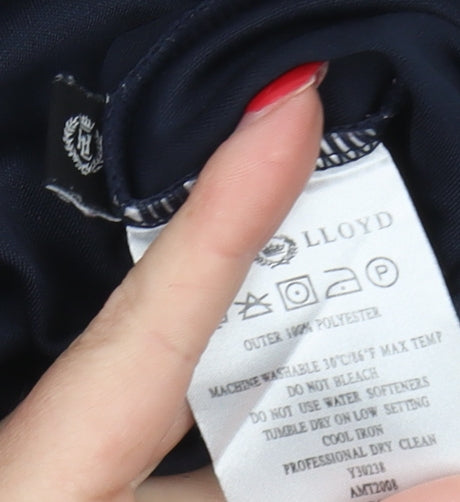 LLOYD
P
OUTER 100% POLYESTER
MACHINE WASHABLE 30°C/86°F MAX TEMP
DO NOT BLEACH
DO NOT USE WATER SOFTENERS
TUMBLE DRY ON LOW SETTING
COOL IRON
PROFESSIONAL DRY CLEAN
Y30238
AMT2008